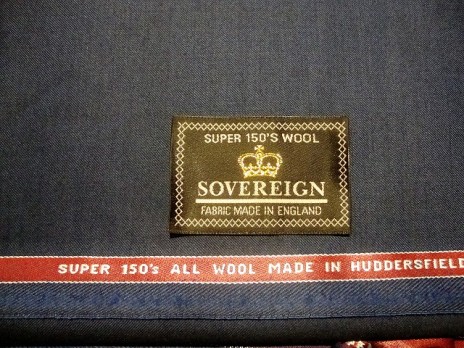 SUPER 150'S WOOL
SOVEREIGN
FABRIC MADE IN ENGLAND
SUPER 150's ALL WOOL MADE IN HUDDERSFIELD